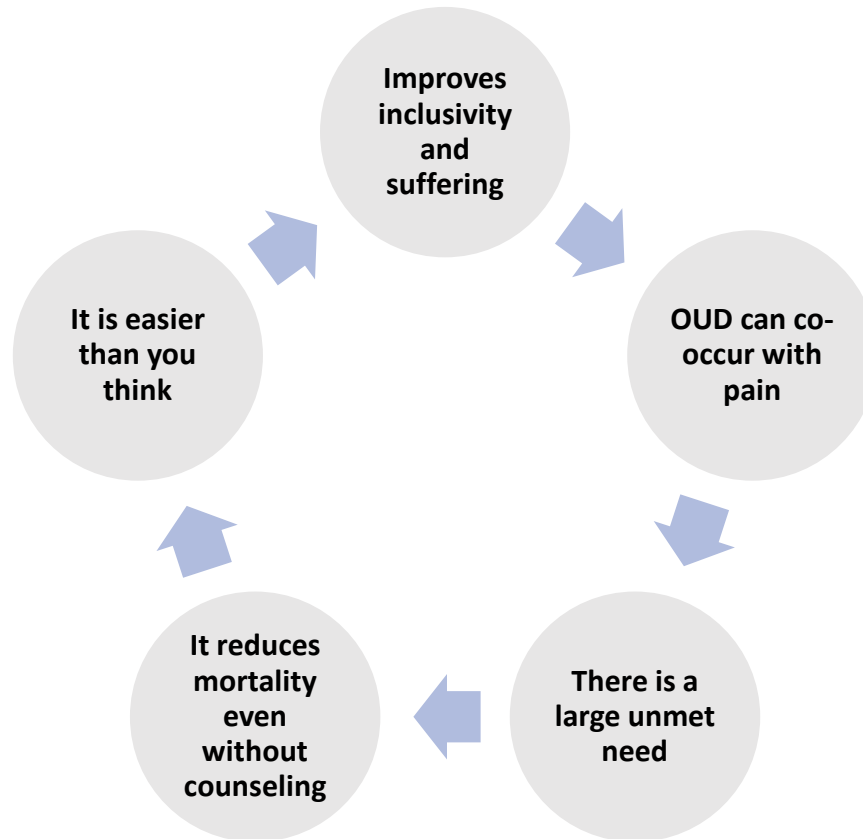 Improves
inclusivity
and
suffering
OUD can co-
occur with
pain
There is a
large unmet
need
It reduces
mortality
even
without
counseling
It is easier
than you
think